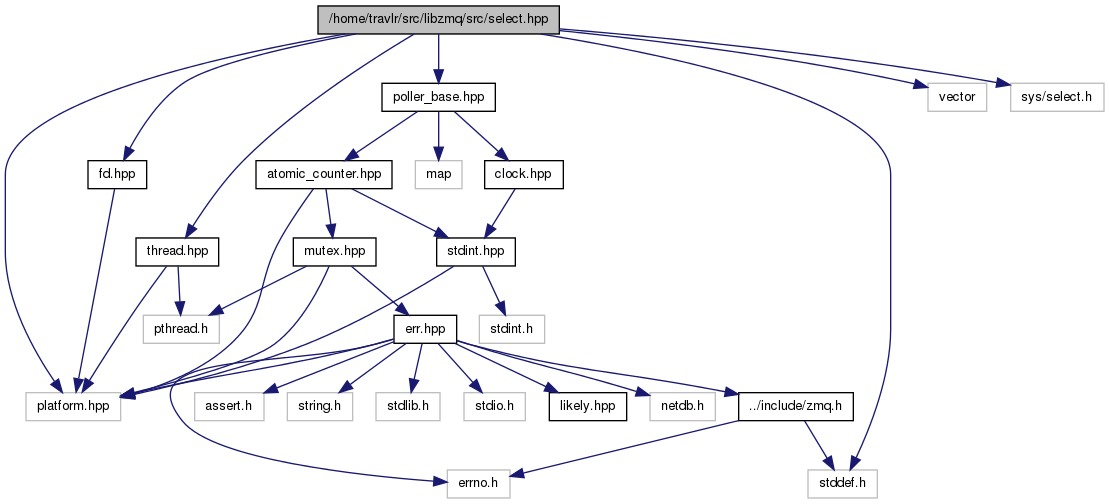 /home/travlr/src/libzmq/src/select.hpp
poller_base.hpp
vector
sys/select.h
fd.hpp
atomic_counter.hpp
map
clock.hpp
thread.hpp
mutex.hpp
stdint.hpp
pthread.h
err.hpp
stdint.h
platform.hpp
assert.h
string.h
stdlib.h
stdio.h
likely.hpp
netdb.h
../include/zmq.h
errno.h
stddef.h